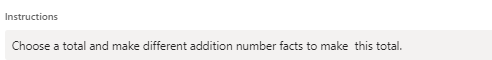 Instructions
Choose a total and make different addition number facts to make  this total.